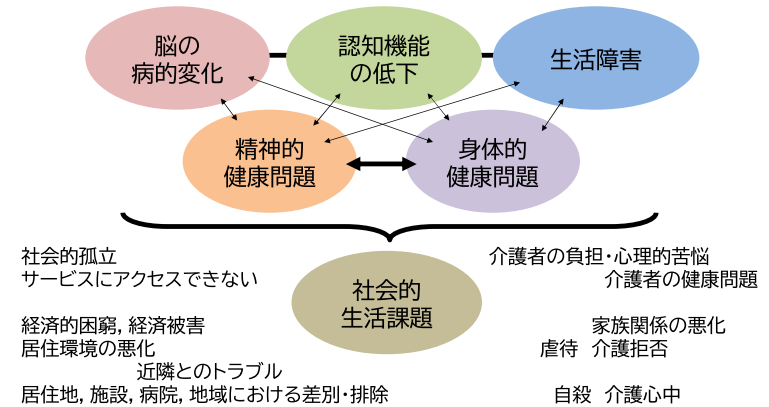 脳の
病的変化
認知機能
の低下
生活障害
精神的
健康問題
身体的
健康問題
社会的
生活課題
社会的孤立
サービスにアクセスできない
経済的困窮, 経済被害
居住環境の悪化
近隣とのトラブル
居住地, 施設, 病院, 地域における差別・排除
介護者の負担・心理的苦悩
介護者の健康問題
家族関係の悪化
虐待 介護拒否
自殺 介護心中